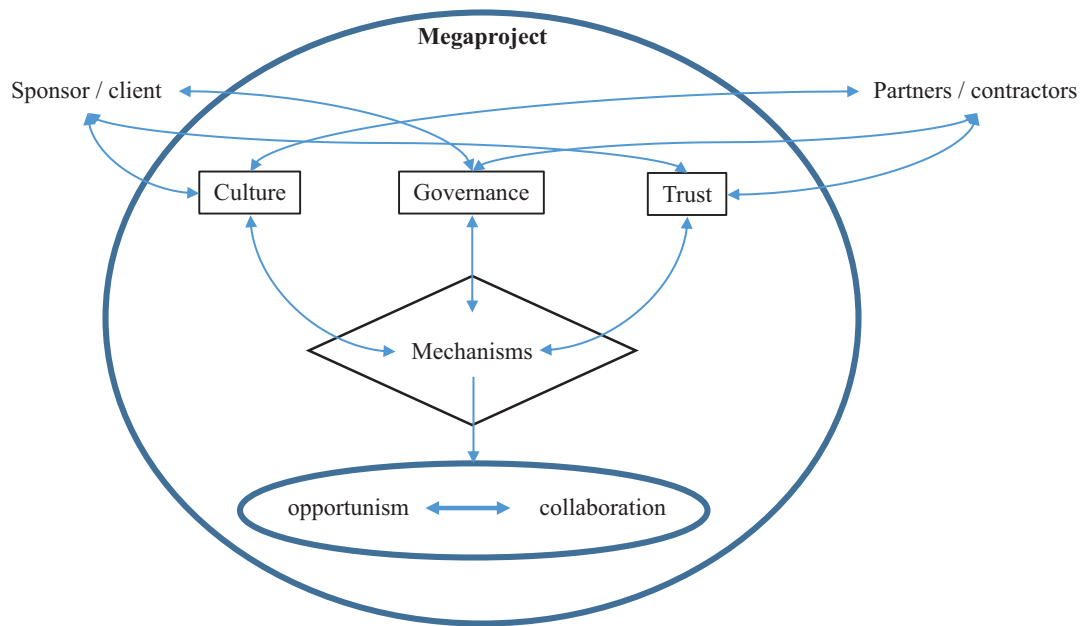 Megaproject
Sponsor / client
Partners / contractors
Culture
Governance
Trust
Mechanisms
opportunism
collaboration